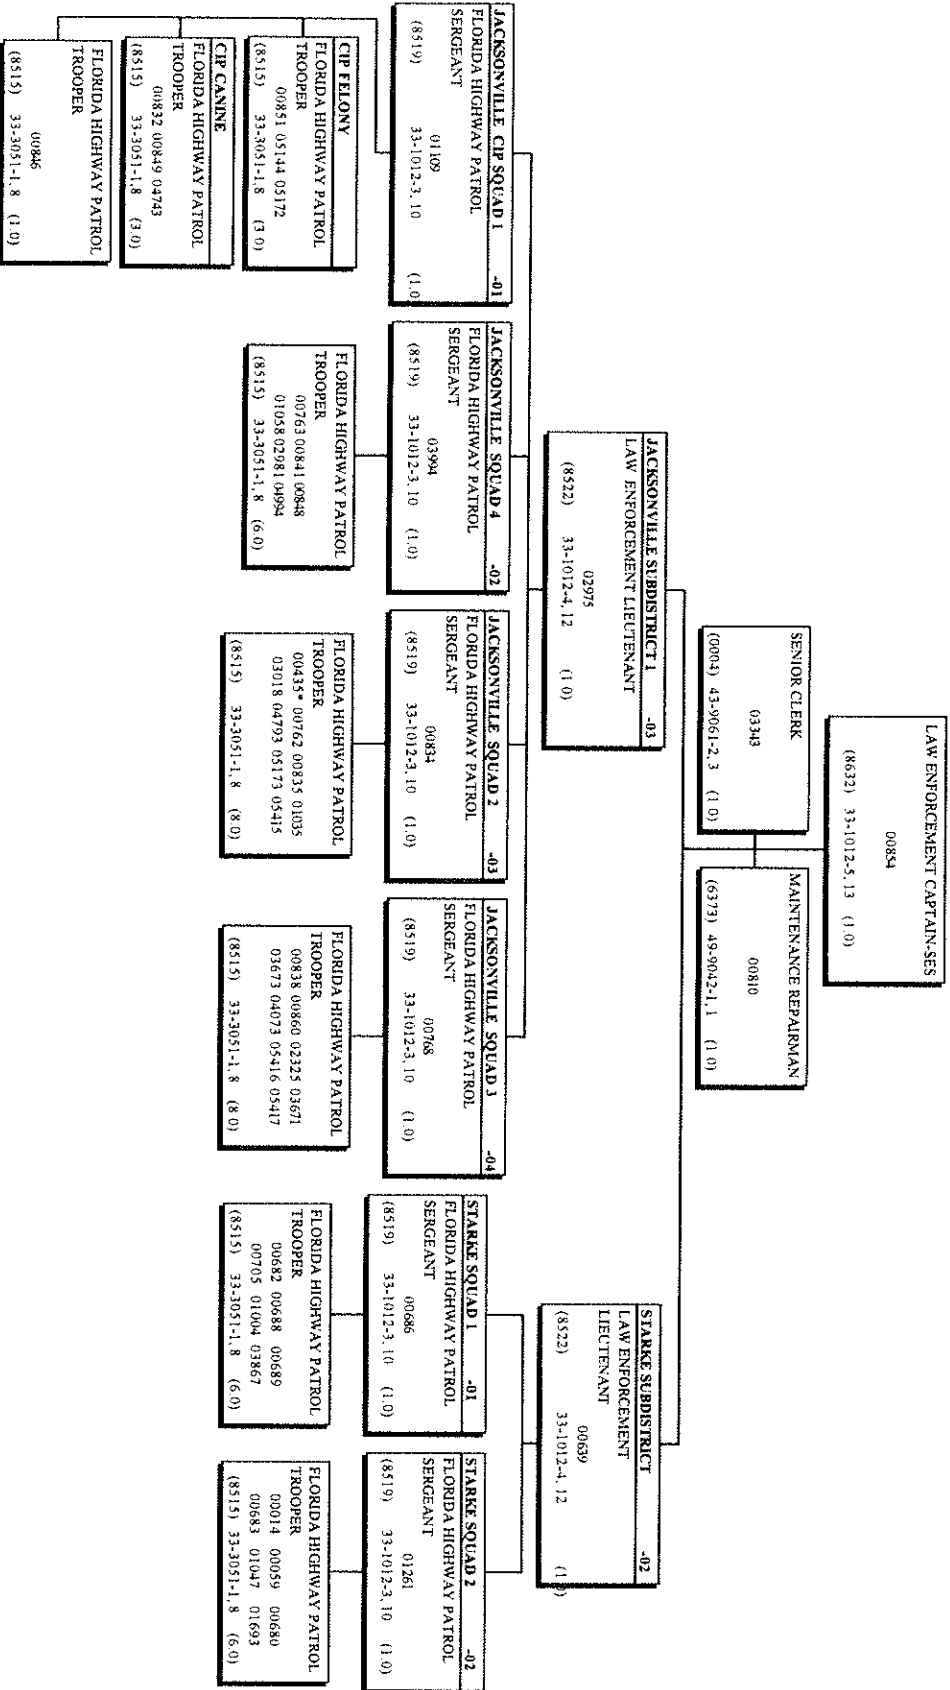 LAW ENFORCEMENT CAPTAIN-SES
00854
(8632) 33-1012-5, 13 (1.0)
SENIOR CLERK
03343
(0004) 43-9061-2, 3 (1 0)
MAINTENANCE REPAIRMAN
00810
(6373) 49-9042-1, 1 (1 0)
JACKSONVILLE SUBDISTRICT 1 -03
LAW ENFORCEMENT LIEUTENANT
02975
(8522) 33-1012-4, 12 (1 0)
STARKE SUBDISTRICT -02
LAW ENFORCEMENT
LIEUTENANT
00639
(8522) 33-1012-4, 12 (1 0)
JACKSONVILLE CIP SQUAD 1 -01
FLORIDA HIGHWAY PATROL
SERGEANT
01109
(8519) 33-1012-3, 10 (1.0
JACKSONVILLE SQUAD 4 -02
FLORIDA HIGHWAY PATROL
SERGEANT
03994
(8519) 33-1012-3, 10 (1.0)
JACKSONVILLE SQUAD 2 -03
FLORIDA HIGHWAY PATROL
SERGEANT
00834
(8519) 33-1012-3, 10 (1.0)
JACKSONVILLE SQUAD 3 -04
FLORIDA HIGHWAY PATROL
SERGEANT
00768
(8519) 33-1012-3, 10 (1.0)
STARKE SQUAD 1 -01
FLORIDA HIGHWAY PATROL
SERGEANT
00686
(8519) 33-1012-3, 10 (1.0)
STARKE SQUAD 2 -02
FLORIDA HIGHWAY PATROL
SERGEANT
01261
(8519) 33-1012-3, 10 (1.0)
CIP FELONY
FLORIDA HIGHWAY PATROL
TROOPER
00851 05144 05172
(8515) 33-3051-1, 8 (3 0)
CIP CANINE
FLORIDA HIGHWAY PATROL
TROOPER
00832 00849 04743
(8515) 33-3051-1, 8 (3.0)
FLORIDA HIGHWAY PATROL
TROOPER
00846
(8515) 33-3051-1, 8 (1.0)
FLORIDA HIGHWAY PATROL
TROOPER
00763 00841 00848
01058 02981 04994
(8515) 33-3051-1, 8 (6.0)
FLORIDA HIGHWAY PATROL
TROOPER
00435* 00762 00835 01035
03018 04793 05173 05415
(8515) 33-3051-1, 8 (8.0)
FLORIDA HIGHWAY PATROL
TROOPER
00838 00860 02325 03671
03673 04073 05416 05417
(8515) 33-3051-1, 8 (8 0)
FLORIDA HIGHWAY PATROL
TROOPER
00682 00688 00689
00705 01004 03867
(8515) 33-3051-1, 8 (6.0)
FLORIDA HIGHWAY PATROL
TROOPER
00014 00059 00680
00683 01047 01693
(8515) 33-3051-1, 8 (6.0)